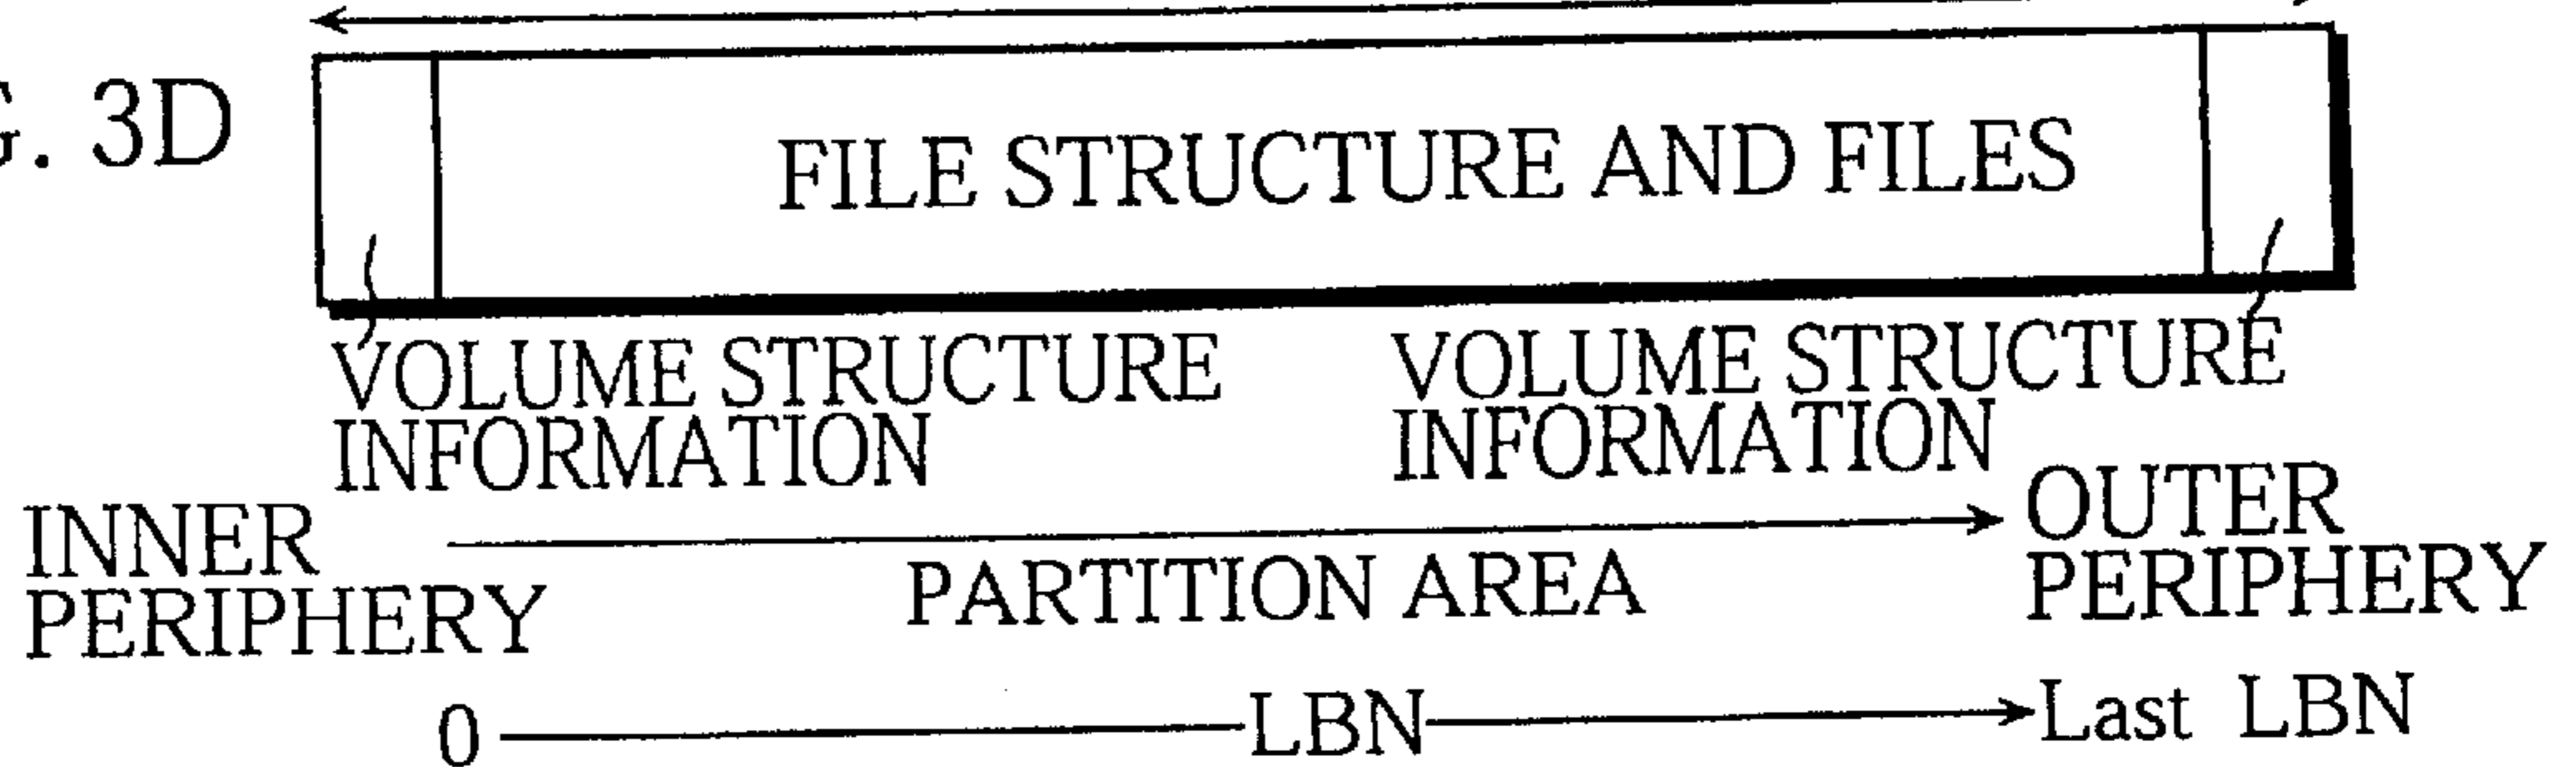 G. 3D
FILE STRUCTURE AND FILES
VOLUME STRUCTURE
INFORMATION
VOLUME STRUCTURE
INFORMATION
INNER
PERIPHERY
PARTITION AREA
OUTER
PERIPHERY
0 LBN Last LBN